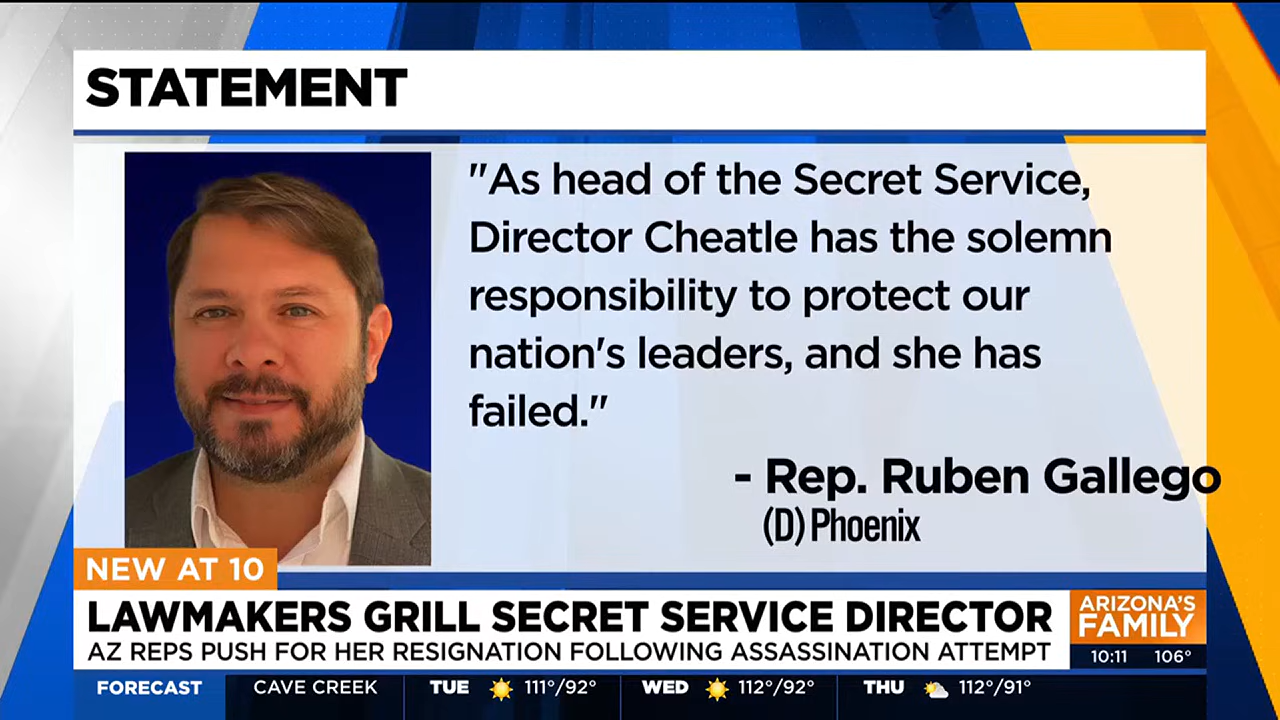 STATEMENT
"As head of the Secret Service,
Director Cheatle has the solemn
responsibility to protect our
nation's leaders, and she has
failed."
- Rep. Ruben Gallego
(D) Phoenix
NEW AT 10
LAWMAKERS GRILL SECRET SERVICE DIRECTOR
AZ REPS PUSH FOR HER RESIGNATION FOLLOWING ASSASSINATION ATTEMPT
ARIZONA'S
FAMILY
10:11 106°
FORECAST CAVE CREEK TUE 111°/92° WED 112°/92° THU 112°/91°